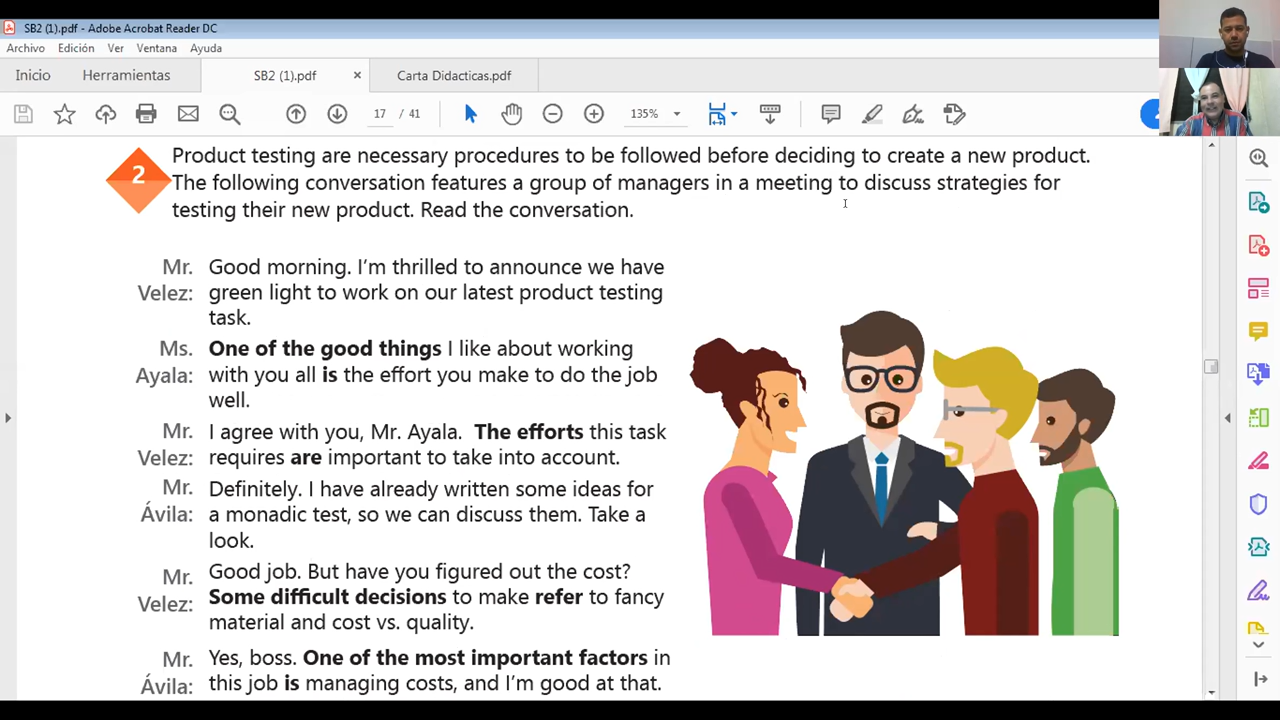 SB2 (1).pdf - Adobe Acrobat Reader DC
Archivo Edición Ver Ventana Ayuda
Inicio Herramientas SB2 (1).pdf × Carta Didacticas.pdf
17 / 41 135%
2
Product testing are necessary procedures to be followed before deciding to create a new product.
The following conversation features a group of managers in a meeting to discuss strategies for
testing their new product. Read the conversation.
Mr. Good morning. I'm thrilled to announce we have
Velez: green light to work on our latest product testing
task.
Ms. One of the good things I like about working
Ayala: with you all is the effort you make to do the job
well.
Mr. I agree with you, Mr. Ayala. The efforts this task
Velez: requires are important to take into account.
Mr. Definitely. I have already written some ideas for
Ávila: a monadic test, so we can discuss them. Take a
look.
Mr. Good job. But have you figured out the cost?
Velez: Some difficult decisions to make refer to fancy
material and cost vs. quality.
Mr. Yes, boss. One of the most important factors in
Ávila: this job is managing costs, and I'm good at that.